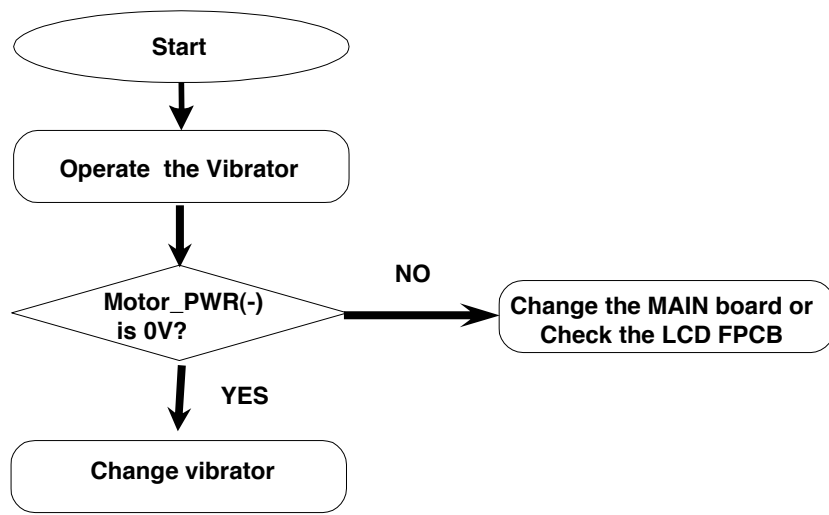 Start
Operate the Vibrator
Motor_PWR(-)
is 0V?
NO
Change the MAIN board or
Check the LCD FPCB
YES
Change vibrator